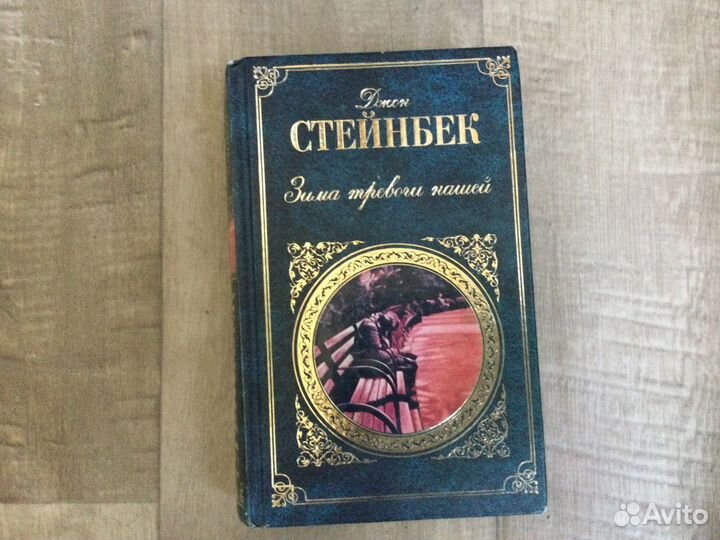 Джон
СТЕЙНБЕК
Зима тревоги нашей
Avito